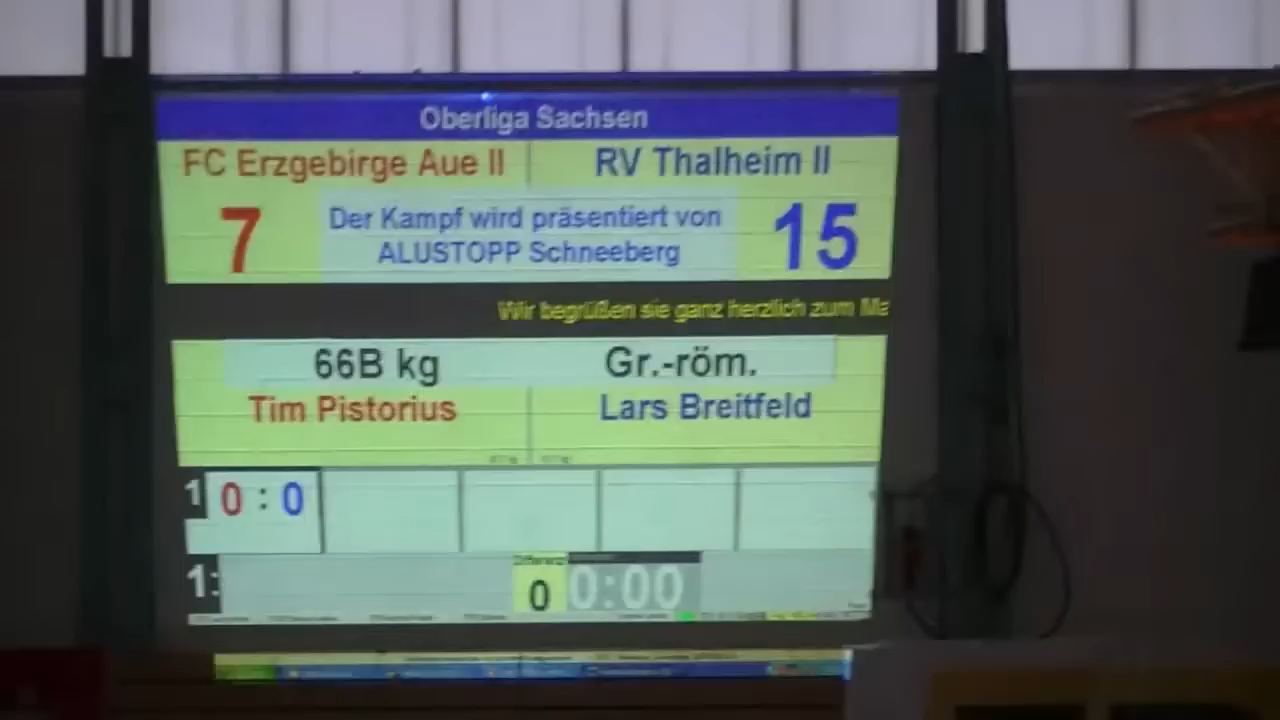 Oberliga Sachsen
FC Erzgebirge Aue II RV Thalheim II
7 Der Kampf wird präsentiert von 15
ALUSTOPP Schneeberg
Wir begrüßen sie ganz herzlich zum Ma
66B kg Gr.-röm.
Tim Pistorius Lars Breitfeld
1 0 : 0
1:
Differenz
0 0:00